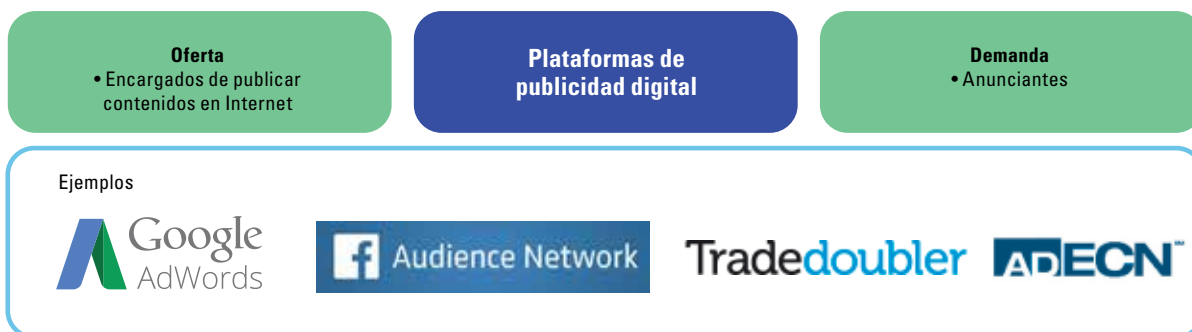 Oferta
• Encargados de publicar
contenidos en Internet
Plataformas de
publicidad digital
Demanda
• Anunciantes
Ejemplos
Google
AdWords
f Audience Network
Tradedoubler
ADECN